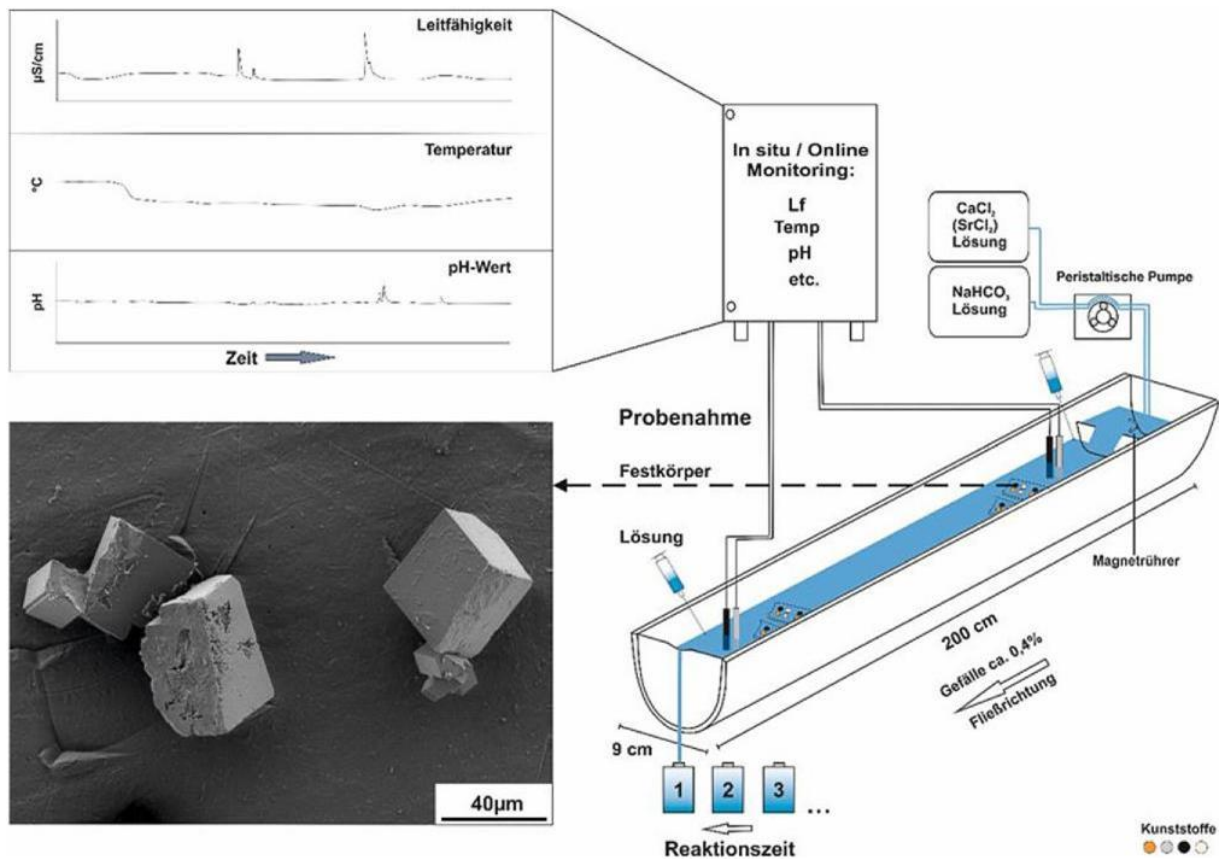 Leitfähigkeit
µS/cm
Temperatur
°C
pH-Wert
pH
Zeit
In situ / Online
Monitoring:
Lf
Temp
pH
etc.
CaCl₂
(SrCl₂)
Lösung
NaHCO₃
Lösung
Peristaltische Pumpe
Probenahme
Festkörper
Lösung
Magnetrührer
200 cm
Gefälle ca. 0,4%
Fließrichtung
9 cm
1 2 3 ...
Reaktionszeit
40µm
Kunststoffe